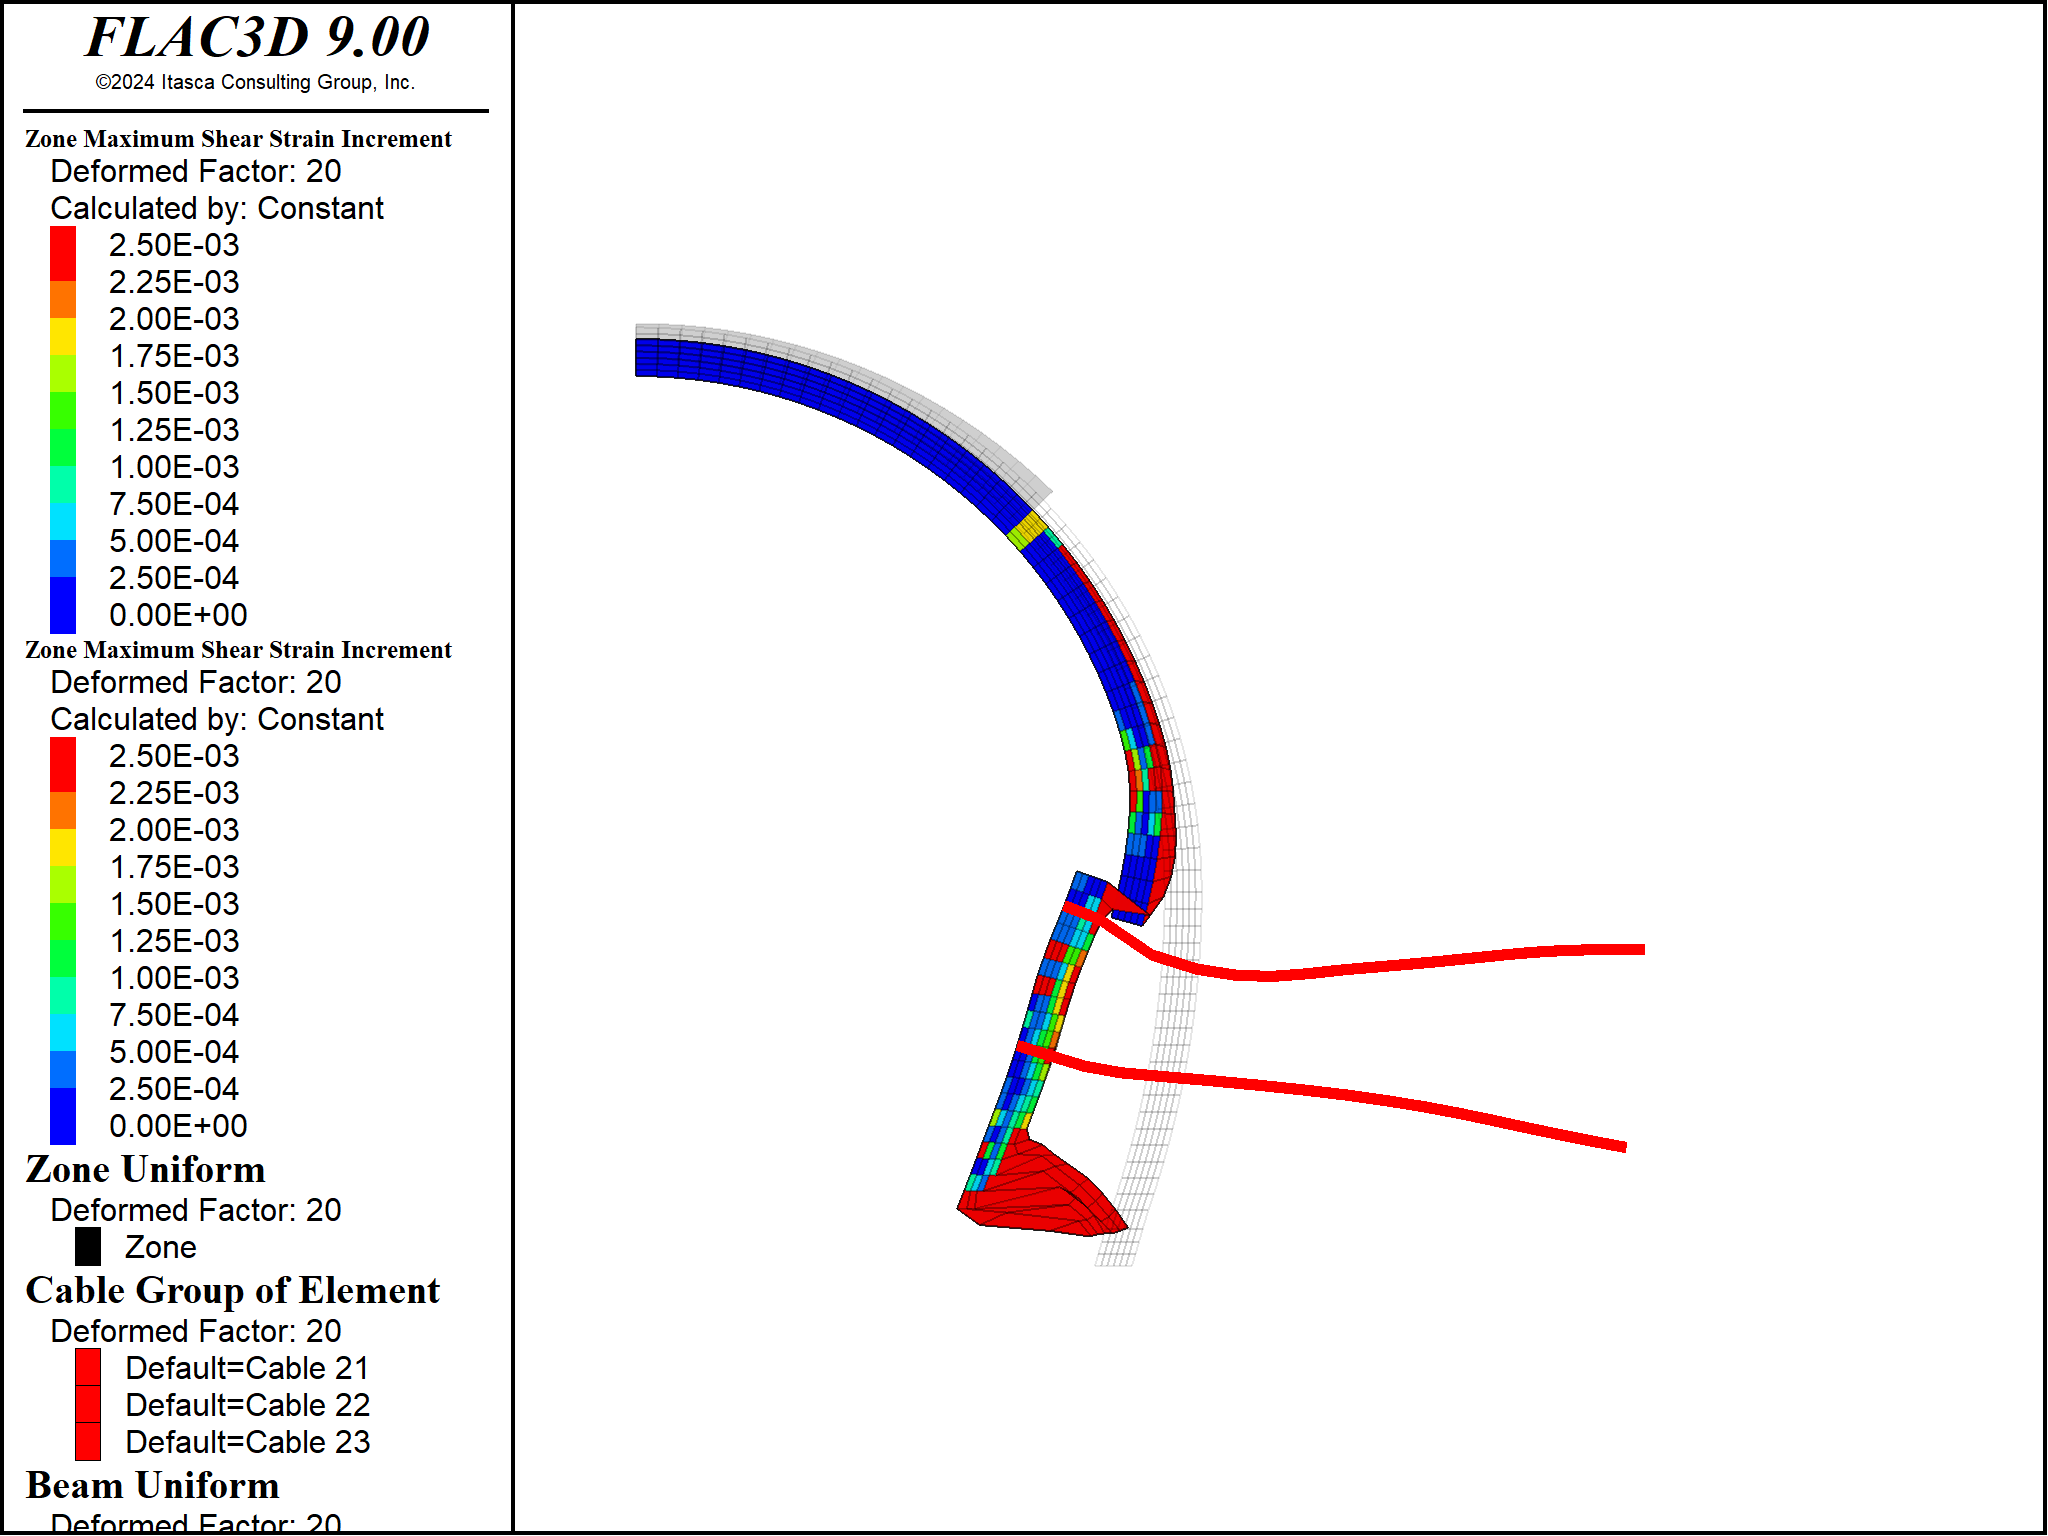 FLAC3D 9.00
©2024 Itasca Consulting Group, Inc.
Zone Maximum Shear Strain Increment
Deformed Factor: 20
Calculated by: Constant
2.50E-03
2.25E-03
2.00E-03
1.75E-03
1.50E-03
1.25E-03
1.00E-03
7.50E-04
5.00E-04
2.50E-04
0.00E+00
Zone Maximum Shear Strain Increment
Deformed Factor: 20
Calculated by: Constant
2.50E-03
2.25E-03
2.00E-03
1.75E-03
1.50E-03
1.25E-03
1.00E-03
7.50E-04
5.00E-04
2.50E-04
0.00E+00
Zone Uniform
Deformed Factor: 20
Zone
Cable Group of Element
Deformed Factor: 20
Default=Cable 21
Default=Cable 22
Default=Cable 23
Beam Uniform
Deformed Factor: 20